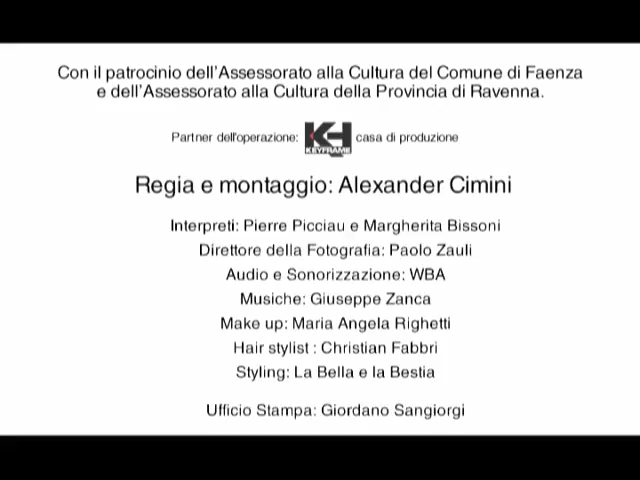 Con il patrocinio dell'Assessorato alla Cultura del Comune di Faenza
e dell'Assessorato alla Cultura della Provincia di Ravenna.
Partner dell'operazione: KEYFRAME casa di produzione
Regia e montaggio: Alexander Cimini
Interpreti: Pierre Picciau e Margherita Bissoni
Direttore della Fotografia: Paolo Zauli
Audio e Sonorizzazione: WBA
Musiche: Giuseppe Zanca
Make up: Maria Angela Righetti
Hair stylist : Christian Fabbri
Styling: La Bella e la Bestia
Ufficio Stampa: Giordano Sangiorgi